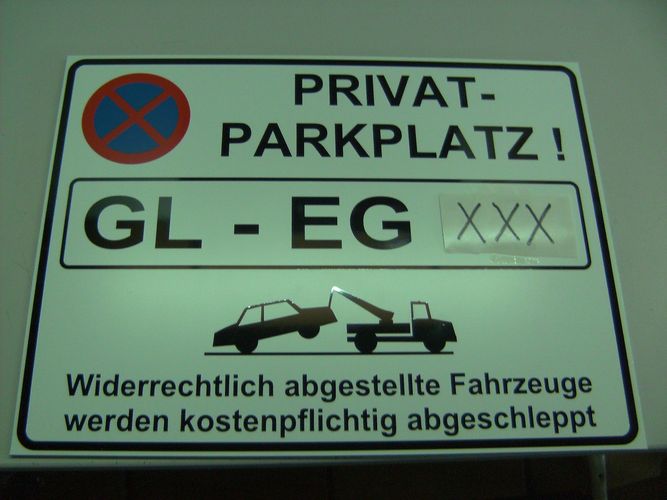 PRIVAT-
PARKPLATZ !
GL - EG XXX
Widerrechtlich abgestellte Fahrzeuge
werden kostenpflichtig abgeschleppt